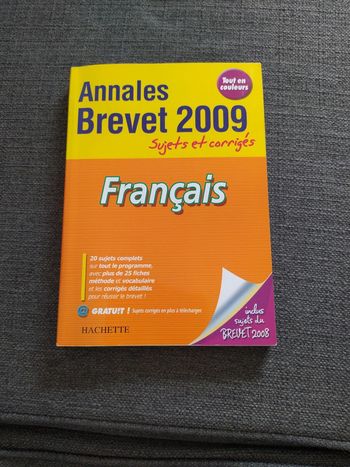 Tout en
couleurs
Annales
Brevet 2009
Sujets et corrigés
Français
20 sujets complets
sur tout le programme,
avec plus de 25 fiches
méthode et vocabulaire
et les corrigés détaillés
pour réussir le brevet !
@ GRATUIT ! Sujets corrigés en plus à télécharger
HACHETTE
inclus
sujets du
BREVET 2008